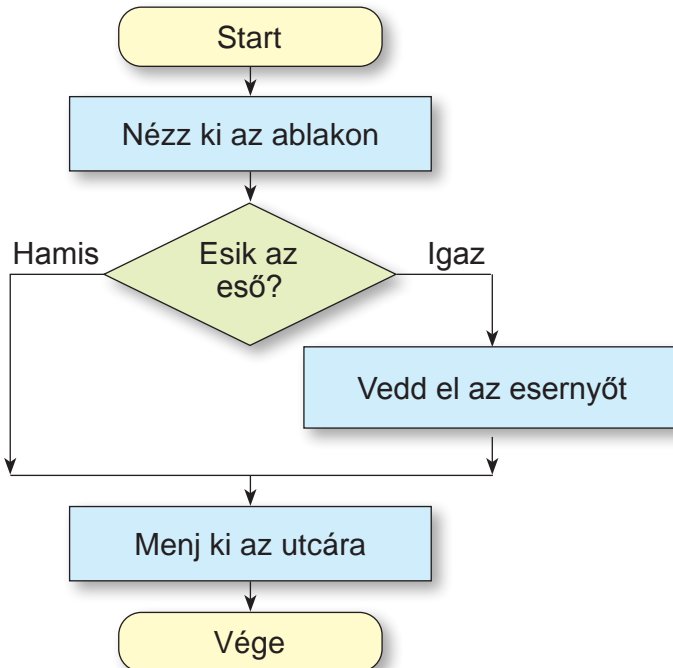 Start
Nézz ki az ablakon
Hamis
Esik az
eső?
Igaz
Vedd el az esernyőt
Menj ki az utcára
Vége